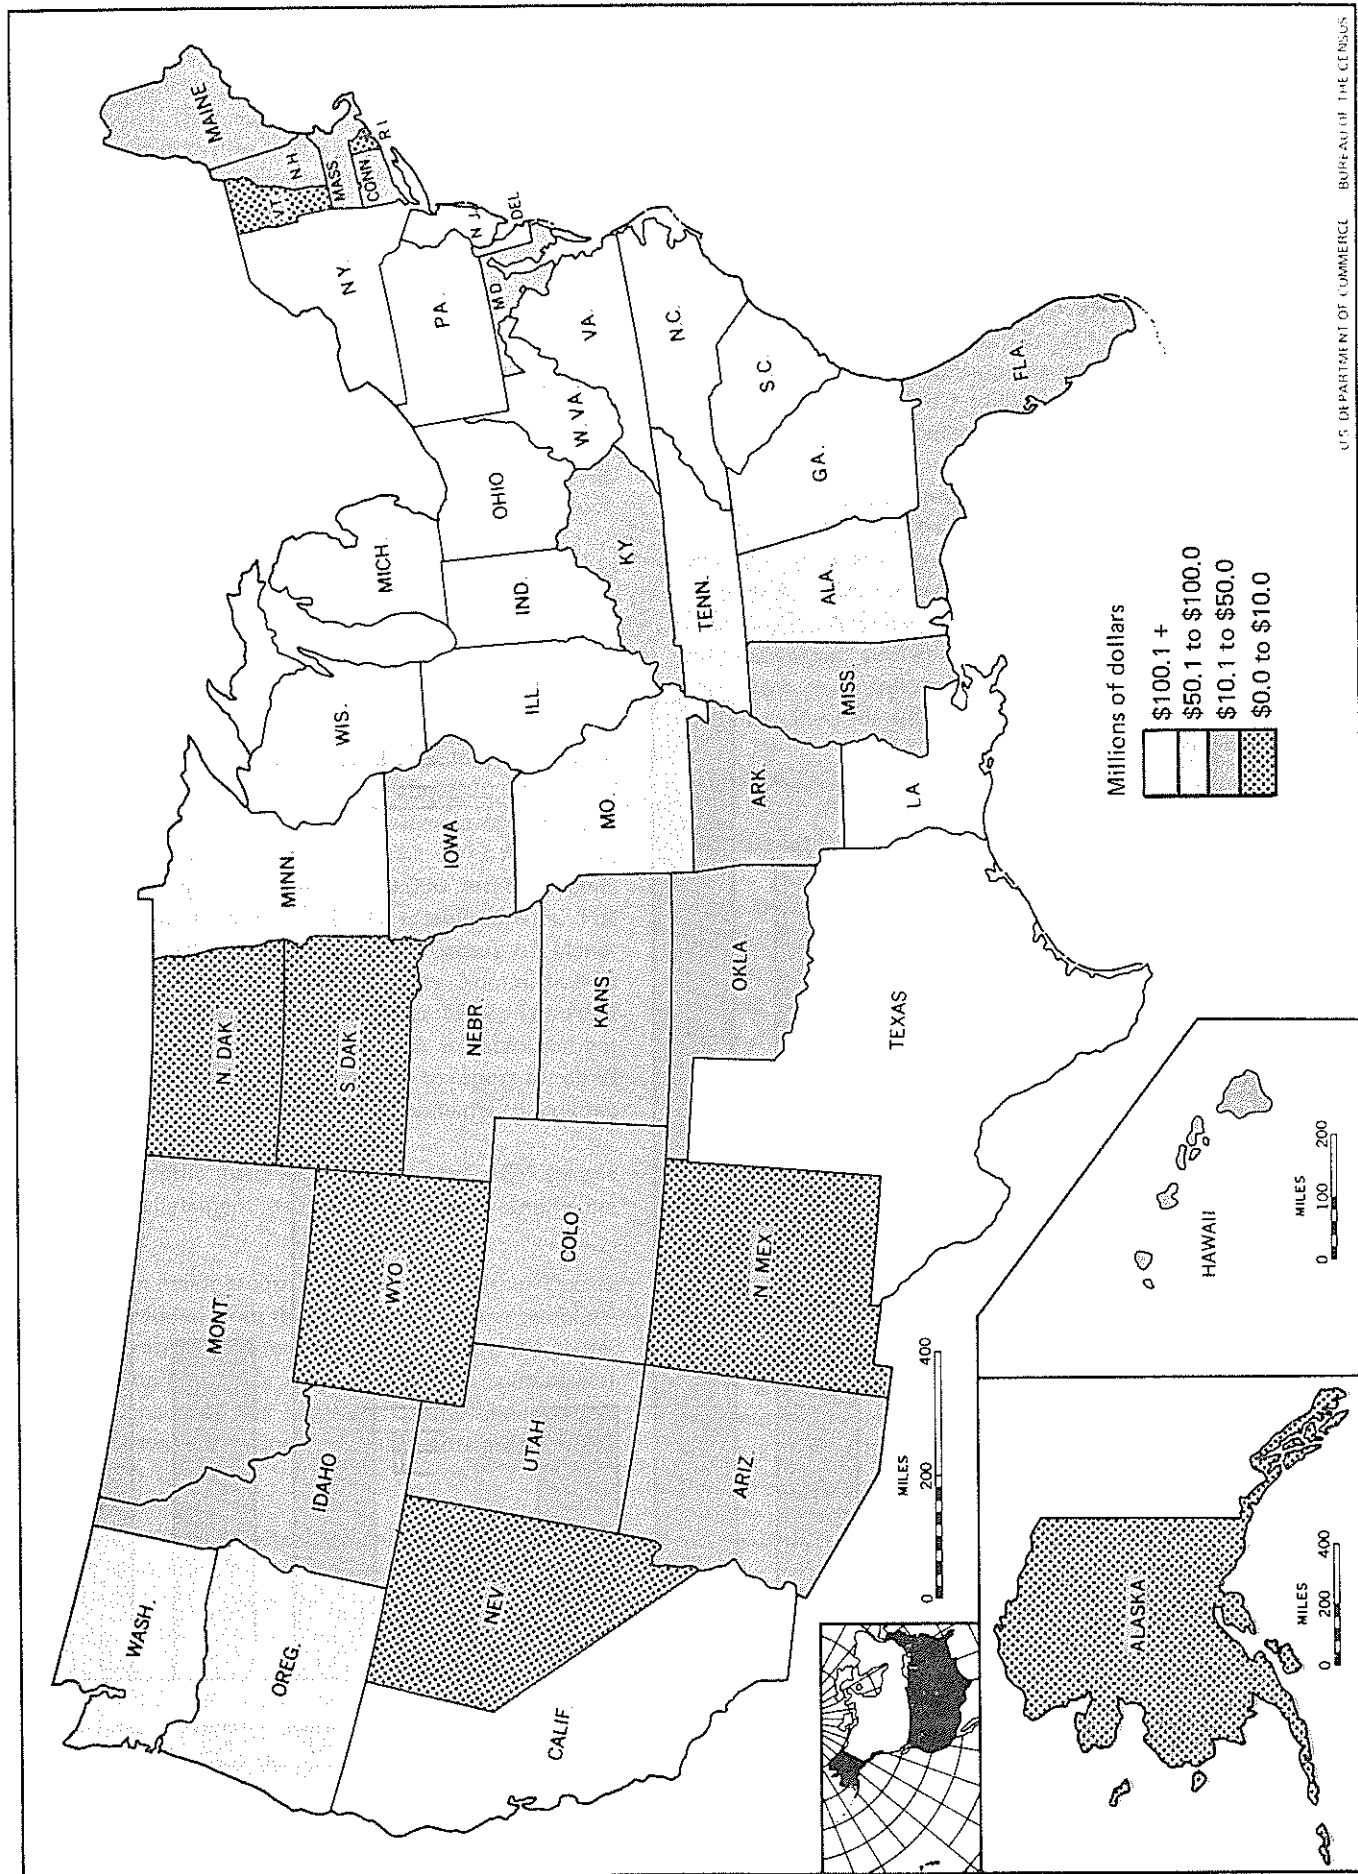 WASH.
OREG.
CALIF
NEV
IDAHO
MONT.
WYO
UTAH
ARIZ.
COLO
N MEX
N. DAK
S. DAK
NEBR
KANS
OKLA
TEXAS
MINN.
IOWA
MO.
ARK
LA
WIS.
ILL.
MICH
IND.
OHIO
KY
TENN.
MISS
ALA.
GA.
FLA.
S.C.
N.C.
VA.
W. VA.
MD
DEL
PA.
N J
N.Y.
CONN
R I
MASS
VT
N.H
MAINE
MILES
0 200 400
ALASKA
MILES
0 200 400
HAWAII
MILES
0 100 200
Millions of dollars
$100.1 +
$50.1 to $100.0
$10.1 to $50.0
$0.0 to $10.0
U.S. DEPARTMENT OF COMMERCE BUREAU OF THE CENSUS